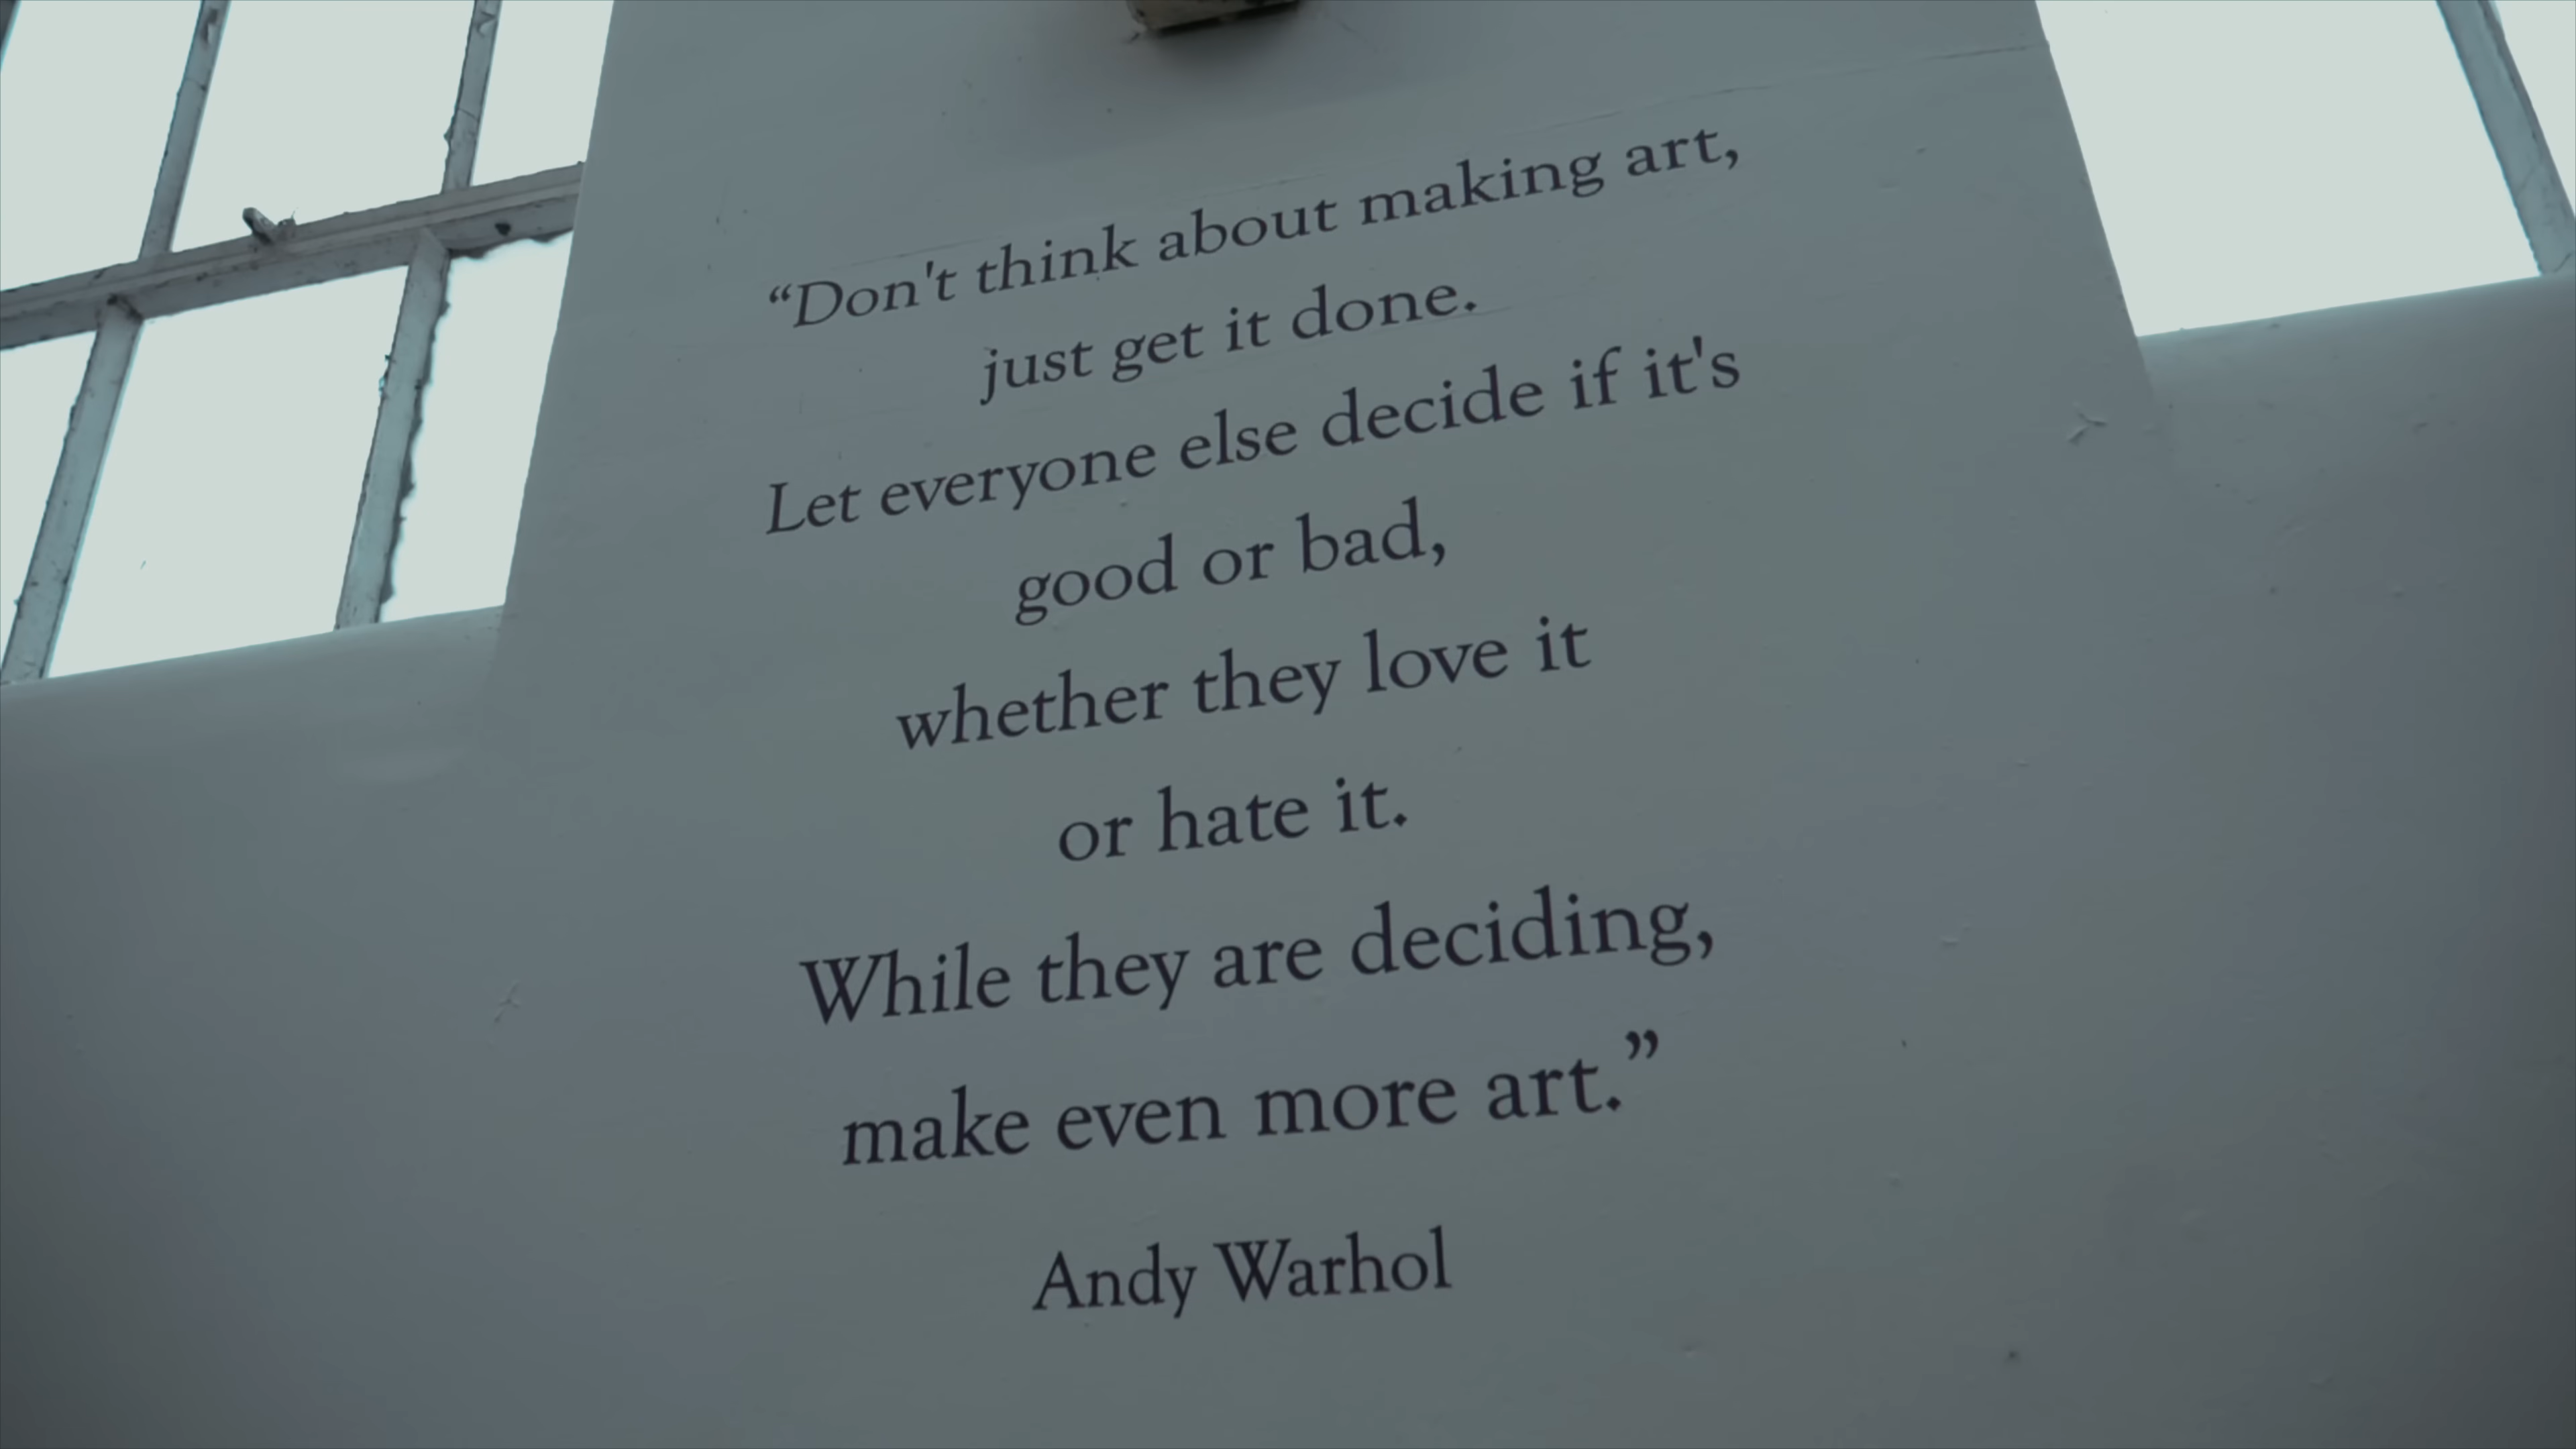 “Don't think about making art,
just get it done.
Let everyone else decide if it's
good or bad,
whether they love it
or hate it.
While they are deciding,
make even more art.”
Andy Warhol